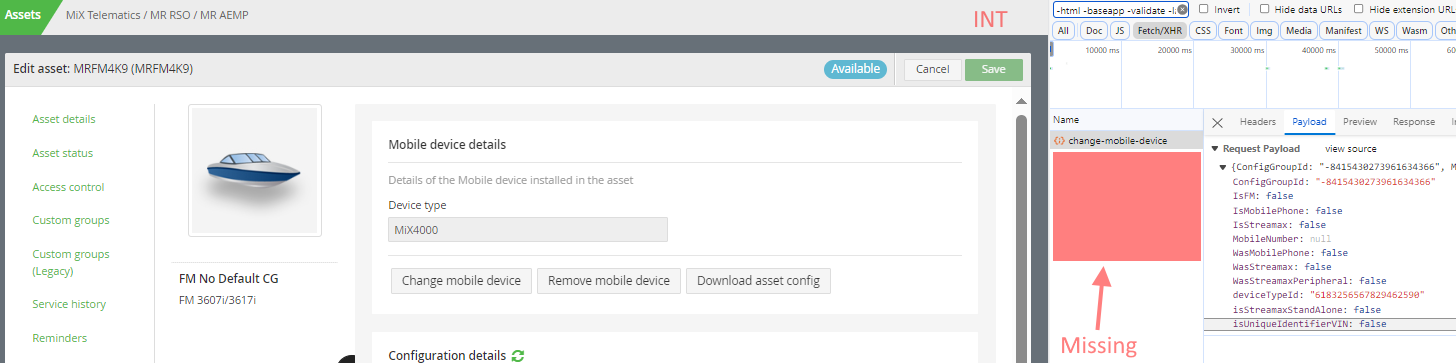 Assets
MiX Telematics / MR RSO / MR AEMP
INT
Edit asset: MRFM4K9 (MRFM4K9)
Available
Cancel
Save
Asset details
Asset status
Access control
Custom groups
Custom groups
(Legacy)
Service history
Reminders
FM No Default CG
FM 3607i/3617i
Mobile device details
Details of the Mobile device installed in the asset
Device type
MiX4000
Change mobile device
Remove mobile device
Download asset config
Configuration details
-html -baseapp -validate -l
Invert
Hide data URLs
Hide extension URL
All
Doc
JS
Fetch/XHR
CSS
Font
Img
Media
Manifest
WS
Wasm
Oth
10000 ms
20000 ms
30000 ms
40000 ms
50000 ms
Name
change-mobile-device
Missing
Headers
Payload
Preview
Response
Request Payload
view source
{ConfigGroupId: "-8415430273961634366", M
ConfigGroupId: "-8415430273961634366"
IsFM: false
IsMobilePhone: false
IsStreamax: false
MobileNumber: null
WasMobilePhone: false
WasStreamax: false
WasStreamaxPeripheral: false
deviceTypeId: "6183256567829462590"
isStreamaxStandAlone: false
isUniqueIdentifierVIN: false